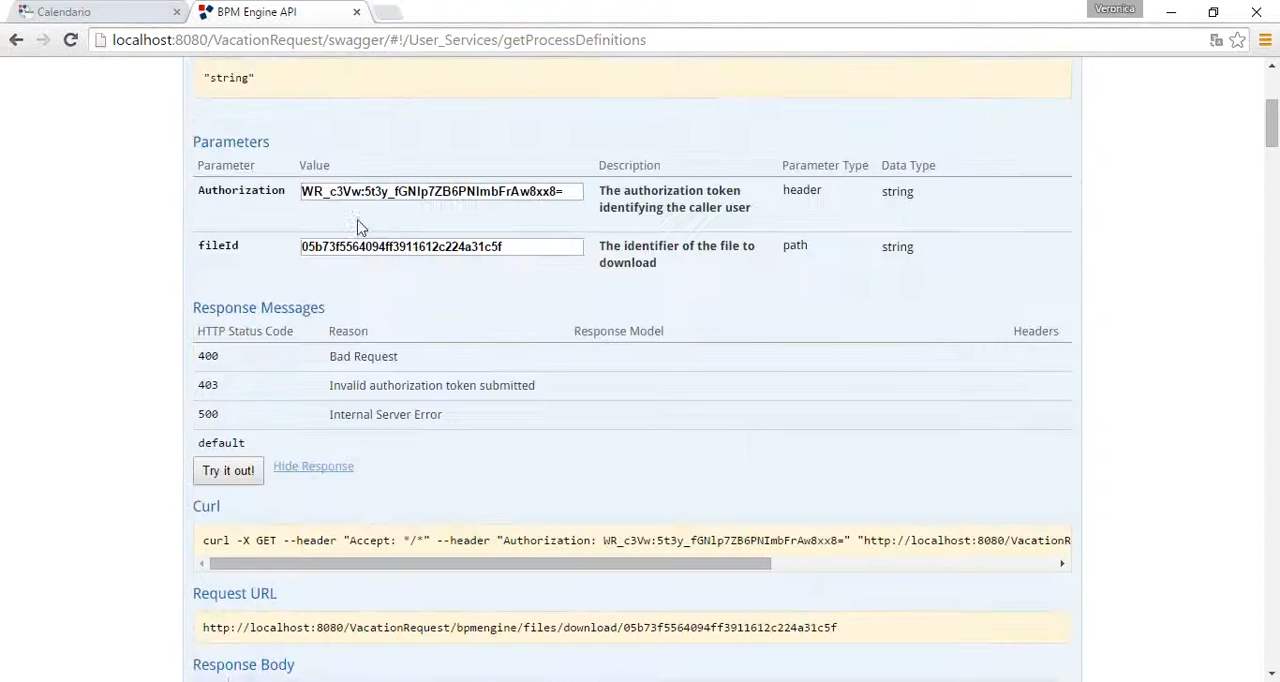 Calendario
BPM Engine API
Veronica
localhost:8080/VacationRequest/swagger/#!/User_Services/getProcessDefinitions
"string"
Parameters
Parameter Value Description Parameter Type Data Type
Authorization WR_c3Vw:5t3y_fGNlp7ZB6PNImbFrAw8xx8= The authorization token header string
identifying the caller user
fileId 05b73f5564094ff3911612c224a31c5f The identifier of the file to path string
download
Response Messages
HTTP Status Code Reason Response Model Headers
400 Bad Request
403 Invalid authorization token submitted
500 Internal Server Error
default
Try it out! Hide Response
Curl
curl -X GET --header "Accept: */*" --header "Authorization: WR_c3Vw:5t3y_fGNlp7ZB6PNImbFrAw8xx8=" "http://localhost:8080/VacationR
Request URL
http://localhost:8080/VacationRequest/bpmengine/files/download/05b73f5564094ff3911612c224a31c5f
Response Body